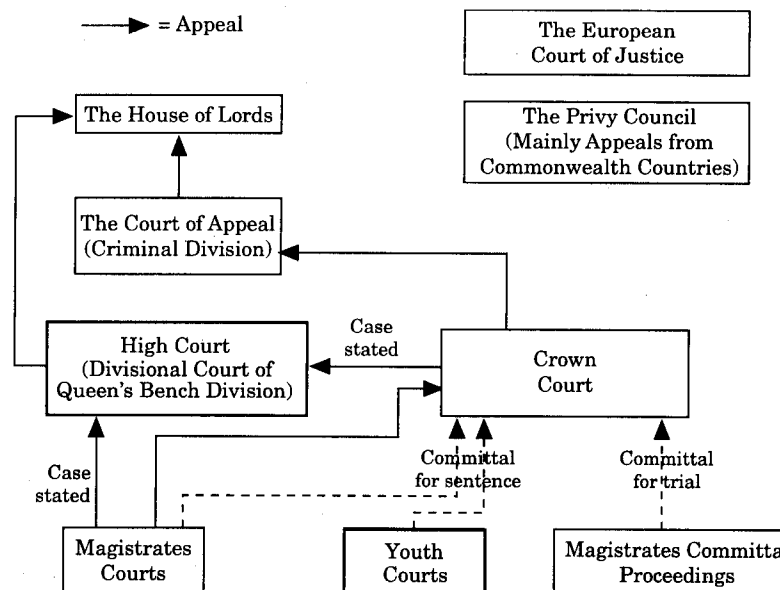 = Appeal
The European
Court of Justice
The House of Lords
The Privy Council
(Mainly Appeals from
Commonwealth Countries)
The Court of Appeal
(Criminal Division)
High Court
(Divisional Court of
Queen's Bench Division)
Case
stated
Crown
Court
Case
stated
Committal
for sentence
Committal
for trial
Magistrates
Courts
Youth
Courts
Magistrates Committa
Proceedings